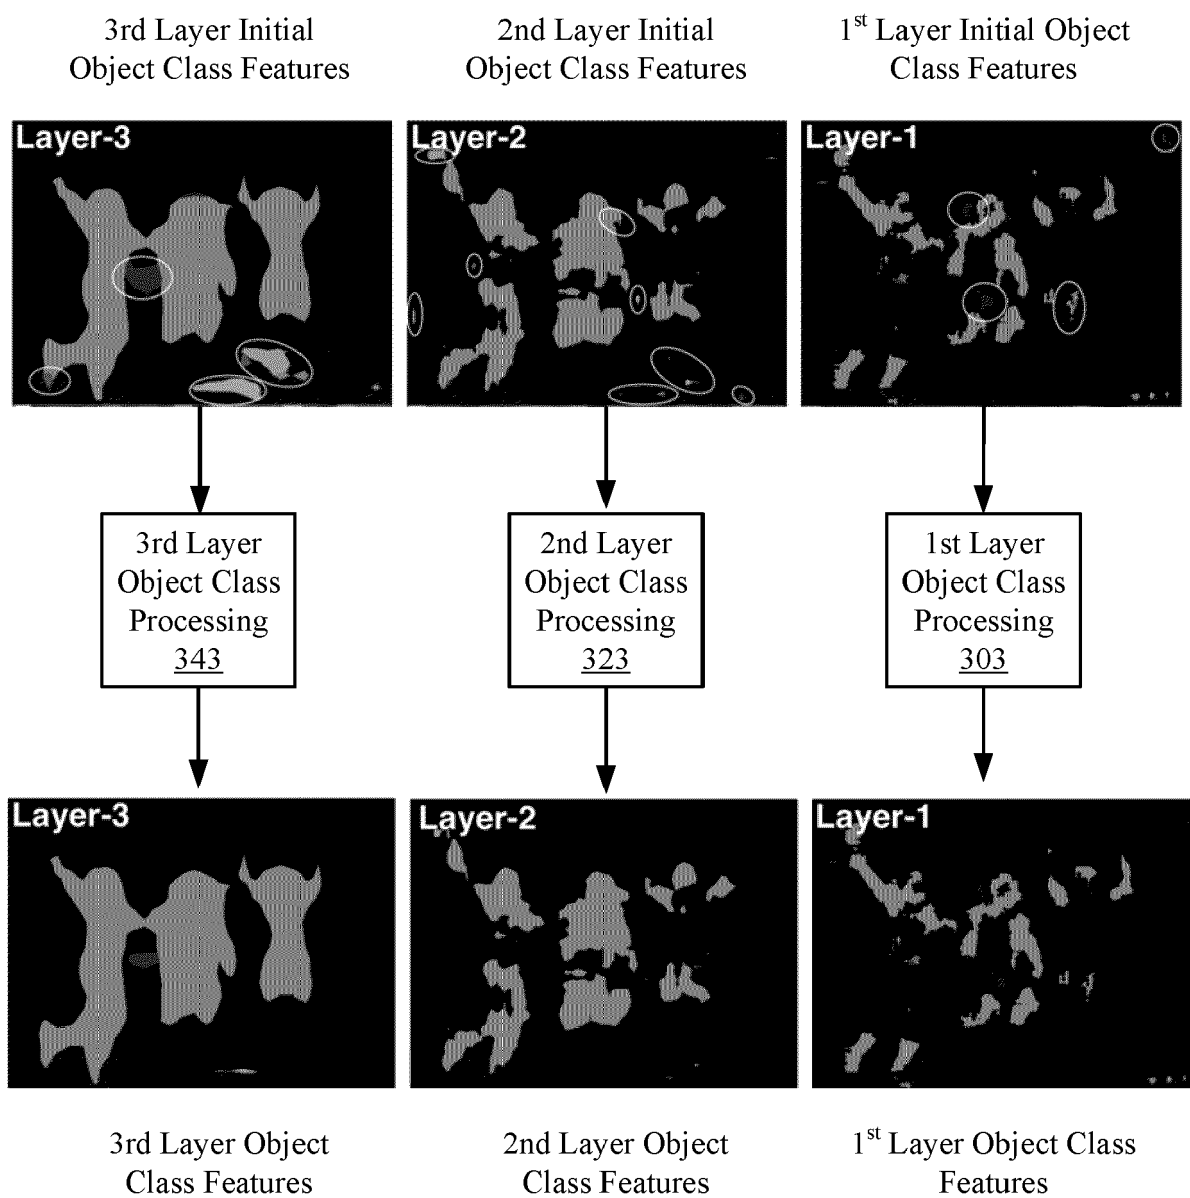 3rd Layer Initial
Object Class Features
2nd Layer Initial
Object Class Features
1st Layer Initial Object
Class Features
Layer-3
Layer-2
Layer-1
3rd Layer
Object Class
Processing
343
2nd Layer
Object Class
Processing
323
1st Layer
Object Class
Processing
303
Layer-3
Layer-2
Layer-1
3rd Layer Object
Class Features
2nd Layer Object
Class Features
1st Layer Object Class
Features